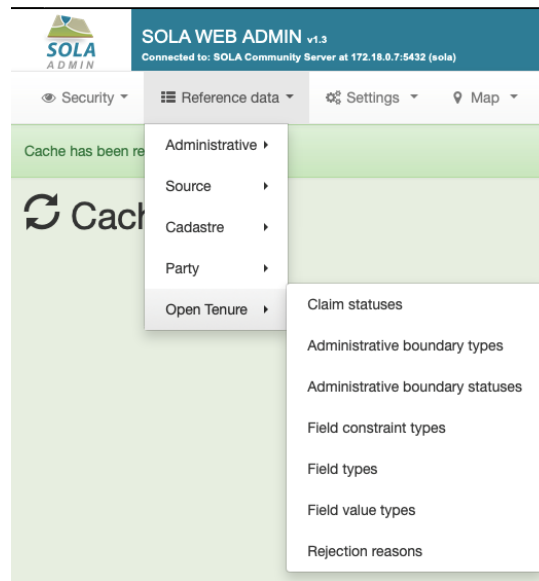 SOLA
ADMIN
SOLA WEB ADMIN v1.3
Connected to: SOLA Community Server at 172.18.0.7:5432 (sola)
Security
Reference data
Settings
Map
Cache has been re
Cach
Administrative
Source
Cadastre
Party
Open Tenure
Claim statuses
Administrative boundary types
Administrative boundary statuses
Field constraint types
Field types
Field value types
Rejection reasons